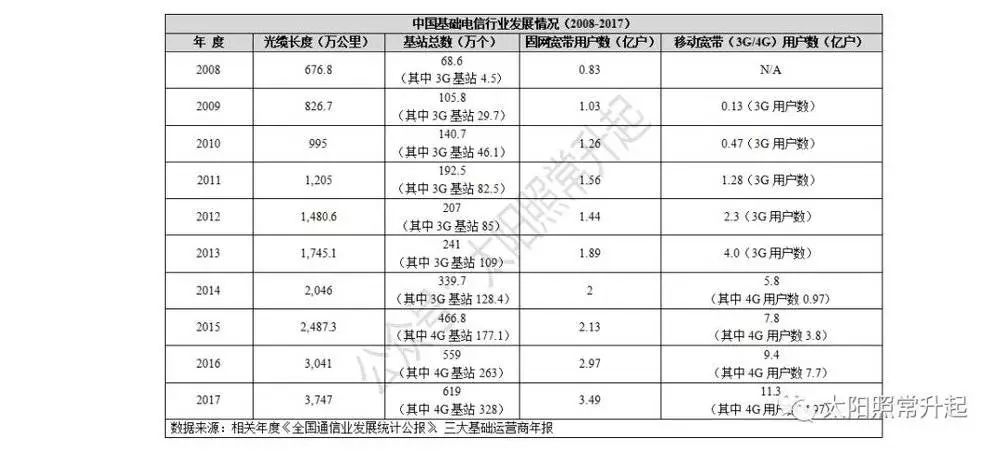 中国基础电信行业发展情况（2008-2017）
年 度 光缆长度（万公里） 基站总数（万个） 固网宽带用户数（亿户） 移动宽带（3G/4G）用户数（亿户）
2008 676.8 68.6 0.83 N/A
（其中 3G 基站 4.5）
2009 826.7 105.8 1.03 0.13（3G 用户数）
（其中 3G 基站 29.7）
2010 995 140.7 1.26 0.47（3G 用户数）
（其中 3G 基站 46.1）
2011 1,205 192.5 1.56 1.28（3G 用户数）
（其中 3G 基站 82.5）
2012 1,480.6 207 1.44 2.3（3G 用户数）
（其中 3G 基站 85）
2013 1,745.1 241 1.89 4.0（3G 用户数）
（其中 3G 基站 109）
2014 2,046 339.7 2 5.8
（其中 3G 基站 128.4） （其中 4G 用户数 0.97）
2015 2,487.3 466.8 2.13 7.8
（其中 4G 基站 177.1） （其中 4G 用户数 3.8）
2016 3,041 559 2.97 9.4
（其中 4G 基站 263） （其中 4G 用户数 7.7）
2017 3,747 619 3.49 11.3
（其中 4G 基站 328） （其中 4G 用户
数据来源：相关年度《全国通信业发展统计公报》、三大基础运营商年报
公众号：太阳照常升起
太阳照常升起